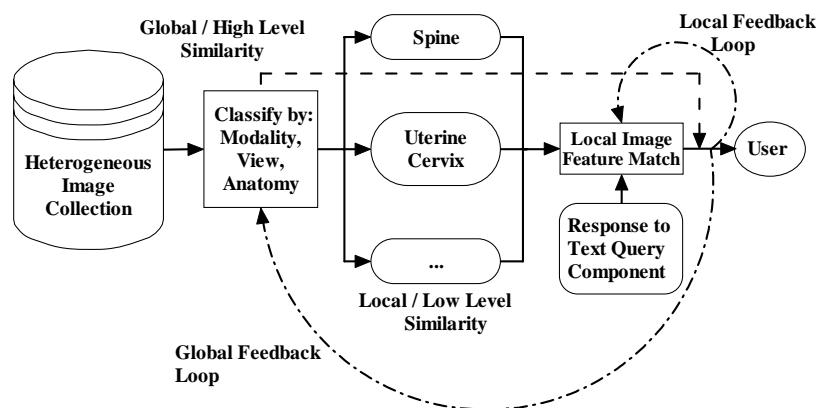 Global / High Level
Similarity
Spine
Local Feedback
Loop
Heterogeneous
Image
Collection
Classify by:
Modality,
View,
Anatomy
Uterine
Cervix
Local Image
Feature Match
User
Response to
Text Query
Component
...
Local / Low Level
Similarity
Global Feedback
Loop